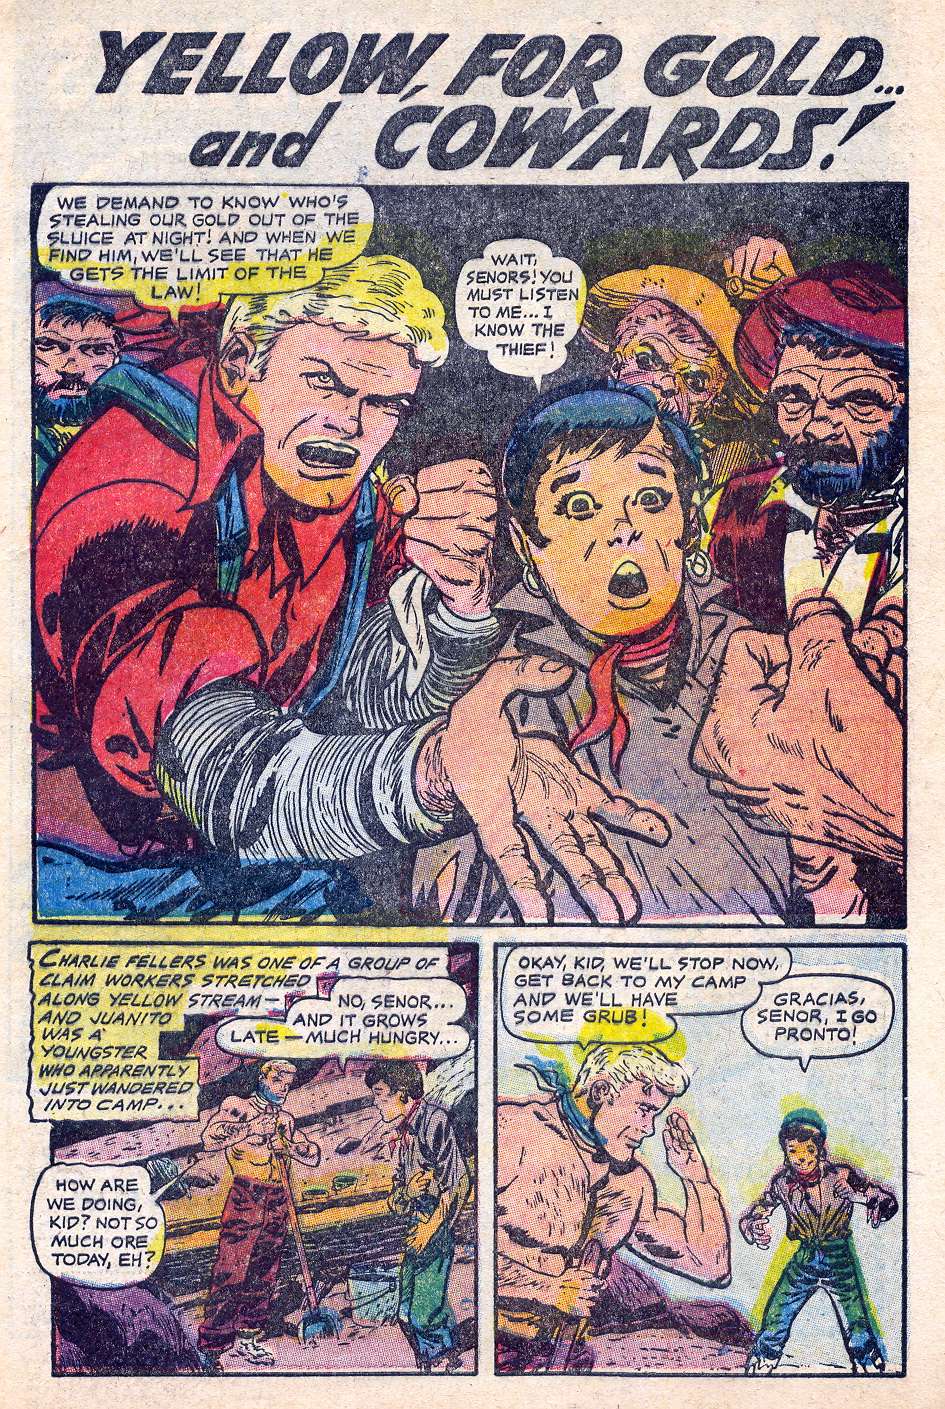 YELLOW, FOR GOLD...
and COWARDS!
WE DEMAND TO KNOW WHO'S
STEALING OUR GOLD OUT OF THE
SLUICE AT NIGHT! AND WHEN WE
FIND HIM, WE'LL SEE THAT HE
GETS THE LIMIT OF THE
LAW!
WAIT,
SENORS! YOU
MUST LISTEN
TO ME... I
KNOW THE
THIEF!
CHARLIE FELLERS WAS ONE OF A GROUP OF
CLAIM WORKERS STRETCHED
ALONG YELLOW STREAM—
AND JUANITO
WAS A
YOUNGSTER
WHO APPARENTLY
JUST WANDERED
INTO CAMP...
HOW ARE
WE DOING,
KID? NOT SO
MUCH ORE
TODAY, EH?
NO, SENOR...
AND IT GROWS
LATE—MUCH HUNGRY...
OKAY, KID, WE'LL STOP NOW,
GET BACK TO MY CAMP
AND WE'LL HAVE
SOME GRUB!
GRACIAS,
SENOR, I GO
PRONTO!